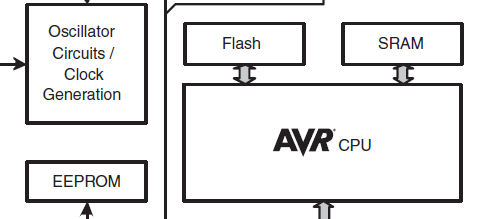 Oscillator
Circuits /
Clock
Generation
Flash
SRAM
AVR® CPU
EEPROM